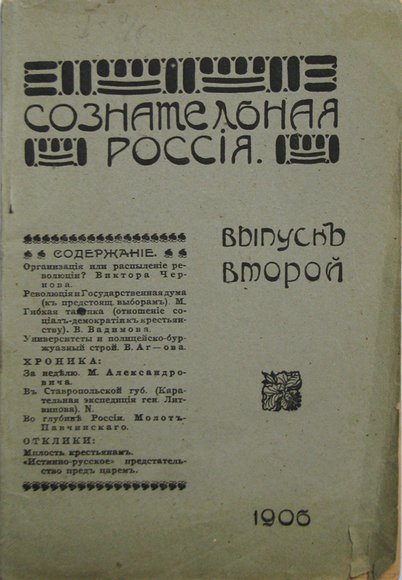 СОЗНАТЕЛЬНАЯ
РОССІЯ.
ВЫПУСКЪ
ВТОРОЙ
СОДЕРЖАНІЕ.
Организація или распыленіе ре-
волюціи? Виктора Чер-
нова.
Революція и Государственная дума
(къ предстоящ. выборамъ). М.
Гибкая тактика (отношеніе со-
ціалъ-демократіи къ крестьян-
ству). В. Вадимова.
Университеты и полицейско-бур-
жуазный строй. В. Аг—ова.
ХРОНИКА:
За недѣлю. М. Александро-
вича.
Въ Ставропольской губ. (Кара-
тельная экспедиція ген. Лит-
винова). N.
Во глубинѣ Россіи. Молотъ-
Павчинскаго.
ОТКЛИКИ:
Милость крестьянамъ.
«Истинно-русское» предстатель-
ство предъ царемъ.
1906